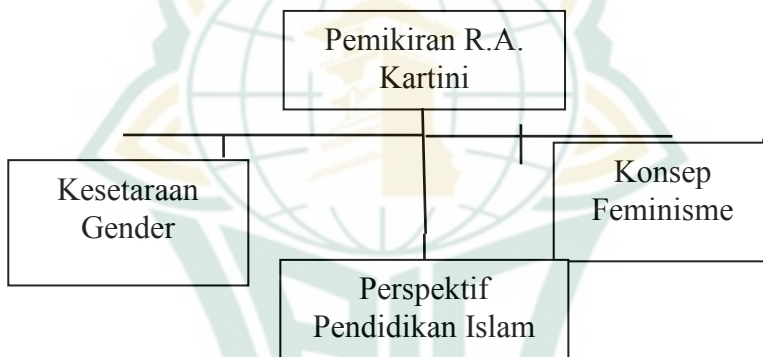 Pemikiran R.A.
Kartini
Kesetaraan
Gender
Konsep
Feminisme
Perspektif
Pendidikan Islam